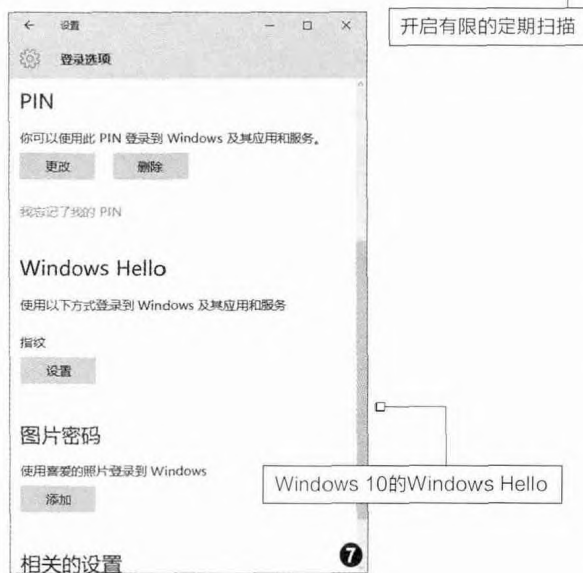 开启有限的定期扫描
设置
登录选项
PIN
你可以使用此 PIN 登录到 Windows 及其应用和服务。
更改 删除
我忘记了我的 PIN
Windows Hello
使用以下方式登录到 Windows 及其应用和服务
指纹
设置
图片密码
使用喜爱的照片登录到 Windows
添加
Windows 10的Windows Hello
相关的设置
7